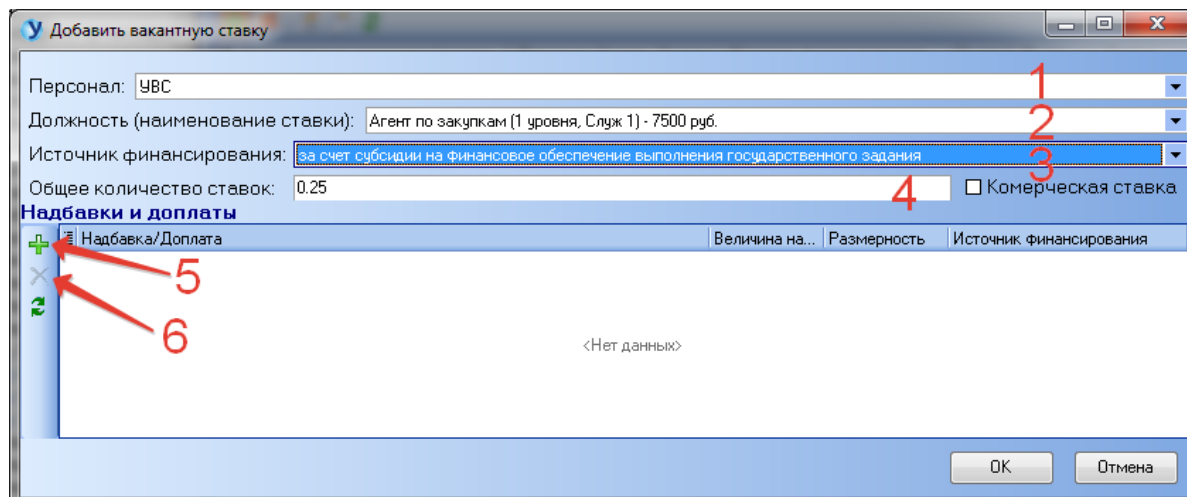 У Добавить вакантную ставку
Персонал: УВС 1
Должность (наименование ставки): Агент по закупкам (1 уровня, Служ 1) - 7500 руб. 2
Источник финансирования: за счет субсидии на финансовое обеспечение выполнения государственного задания 3
Общее количество ставок: 0.25 4 Комерческая ставка
Надбавки и доплаты
Надбавка/Доплата Величина на... Размерность Источник финансирования
5
6
<Нет данных>
OK Отмена